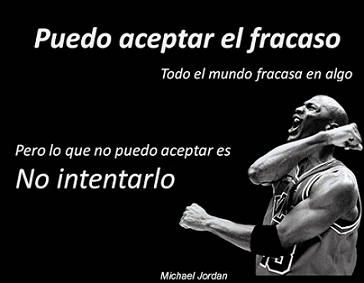 Puedo aceptar el fracaso
Todo el mundo fracasa en algo
Pero lo que no puedo aceptar es
No intentarlo
Michael Jordan